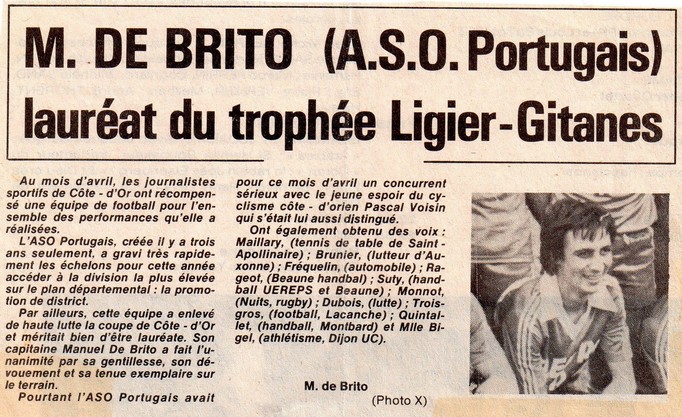 M. DE BRITO (A.S.O. Portugais)
lauréat du trophée Ligier-Gitanes
Au mois d'avril, les journalistes
sportifs de Côte - d'Or ont récompen-
sé une équipe de football pour l'en-
semble des performances qu'elle a
réalisées.
L'ASO Portugais, créée il y a trois
ans seulement, a gravi très rapide-
ment les échelons pour cette année
accéder à la division la plus élevée
sur le plan départemental : la promo-
tion de district.
Par ailleurs, cette équipe a enlevé
de haute lutte la coupe de Côte - d'Or
et méritait bien d'être lauréate. Son
capitaine Manuel De Brito a fait l'u-
nanimité par sa gentillesse, son dé-
vouement et sa tenue exemplaire sur
le terrain.
Pourtant l'ASO Portugais avait
pour ce mois d'avril un concurrent
sérieux avec le jeune espoir du cy-
clisme côte - d'orien Pascal Voisin
qui s'était lui aussi distingué.
Ont également obtenu des voix :
Maillary, (tennis de table de Saint -
Apollinaire) ; Brunier, (lutteur d'Au-
xonne) ; Fréquelin, (automobile) ; Ra-
geot, (Beaune handbal) ; Suty, (hand-
ball UEREPS et Beaune) ; Monnot,
(Nuits, rugby) ; Dubois, (lutte) ; Trois-
gros, (football, Lacanche) ; Quintal-
let, (handball, Montbard) et Mlle Bi-
gel, (athlétisme, Dijon UC).
M. de Brito
(Photo X)